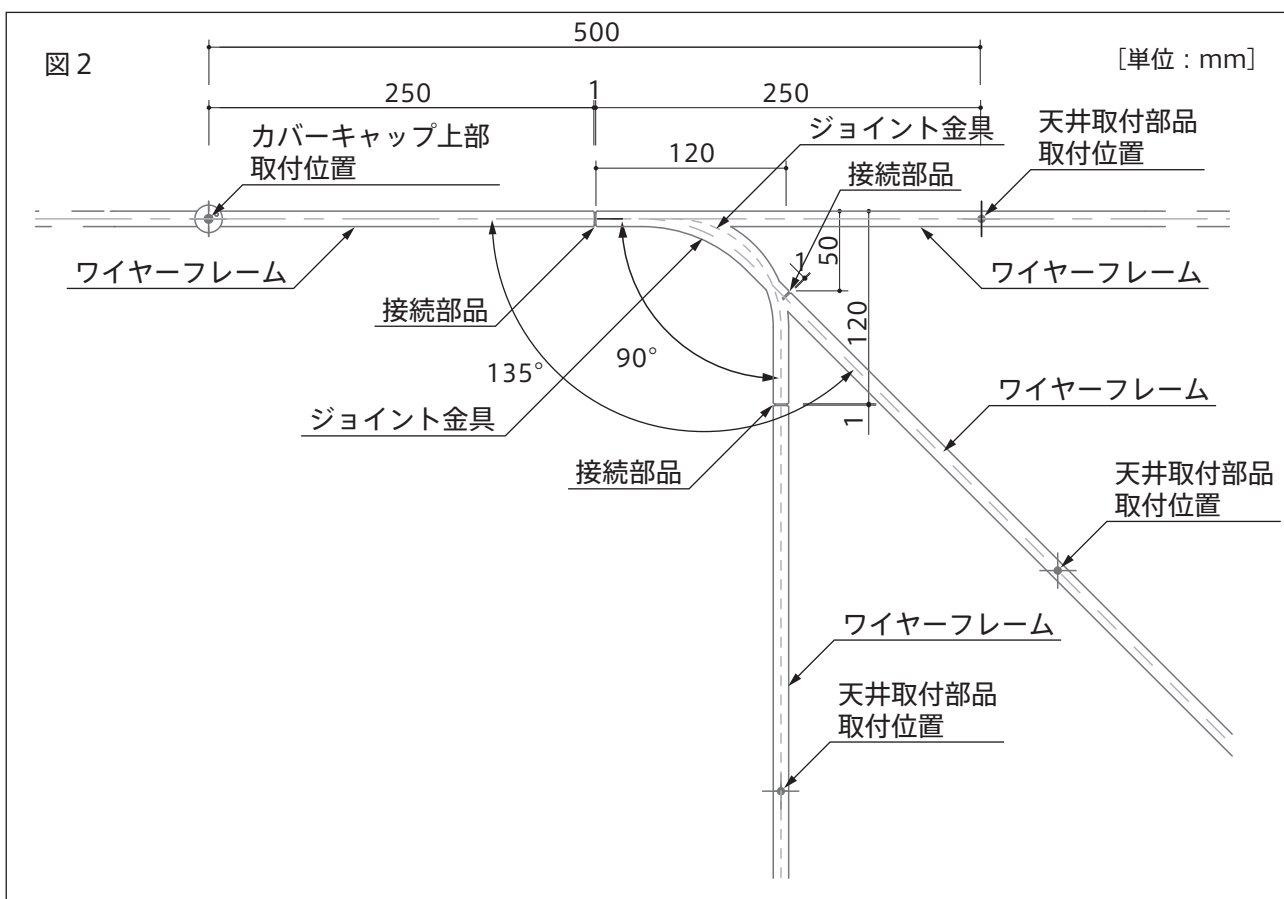 図2
500
［単位：mm］
250
1
250
カバーキャップ上部
取付位置
120
ジョイント金具
天井取付部品
取付位置
接続部品
ワイヤーフレーム
50
1
ワイヤーフレーム
接続部品
120
135°
90°
ワイヤーフレーム
ジョイント金具
1
接続部品
天井取付部品
取付位置
ワイヤーフレーム
天井取付部品
取付位置